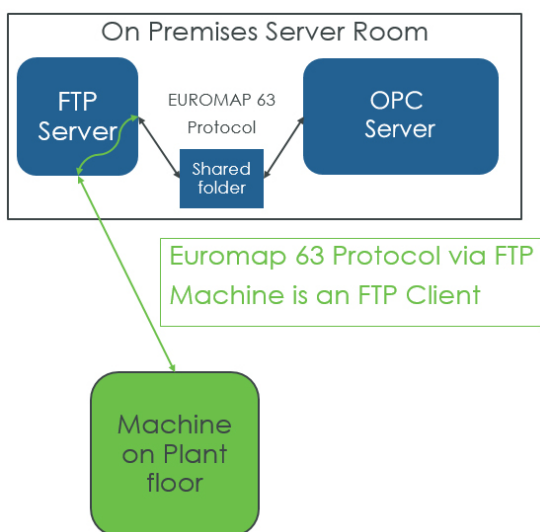 On Premises Server Room
FTP
Server
EUROMAP 63
Protocol
Shared
folder
OPC
Server
Euromap 63 Protocol via FTP
Machine is an FTP Client
Machine
on Plant
floor